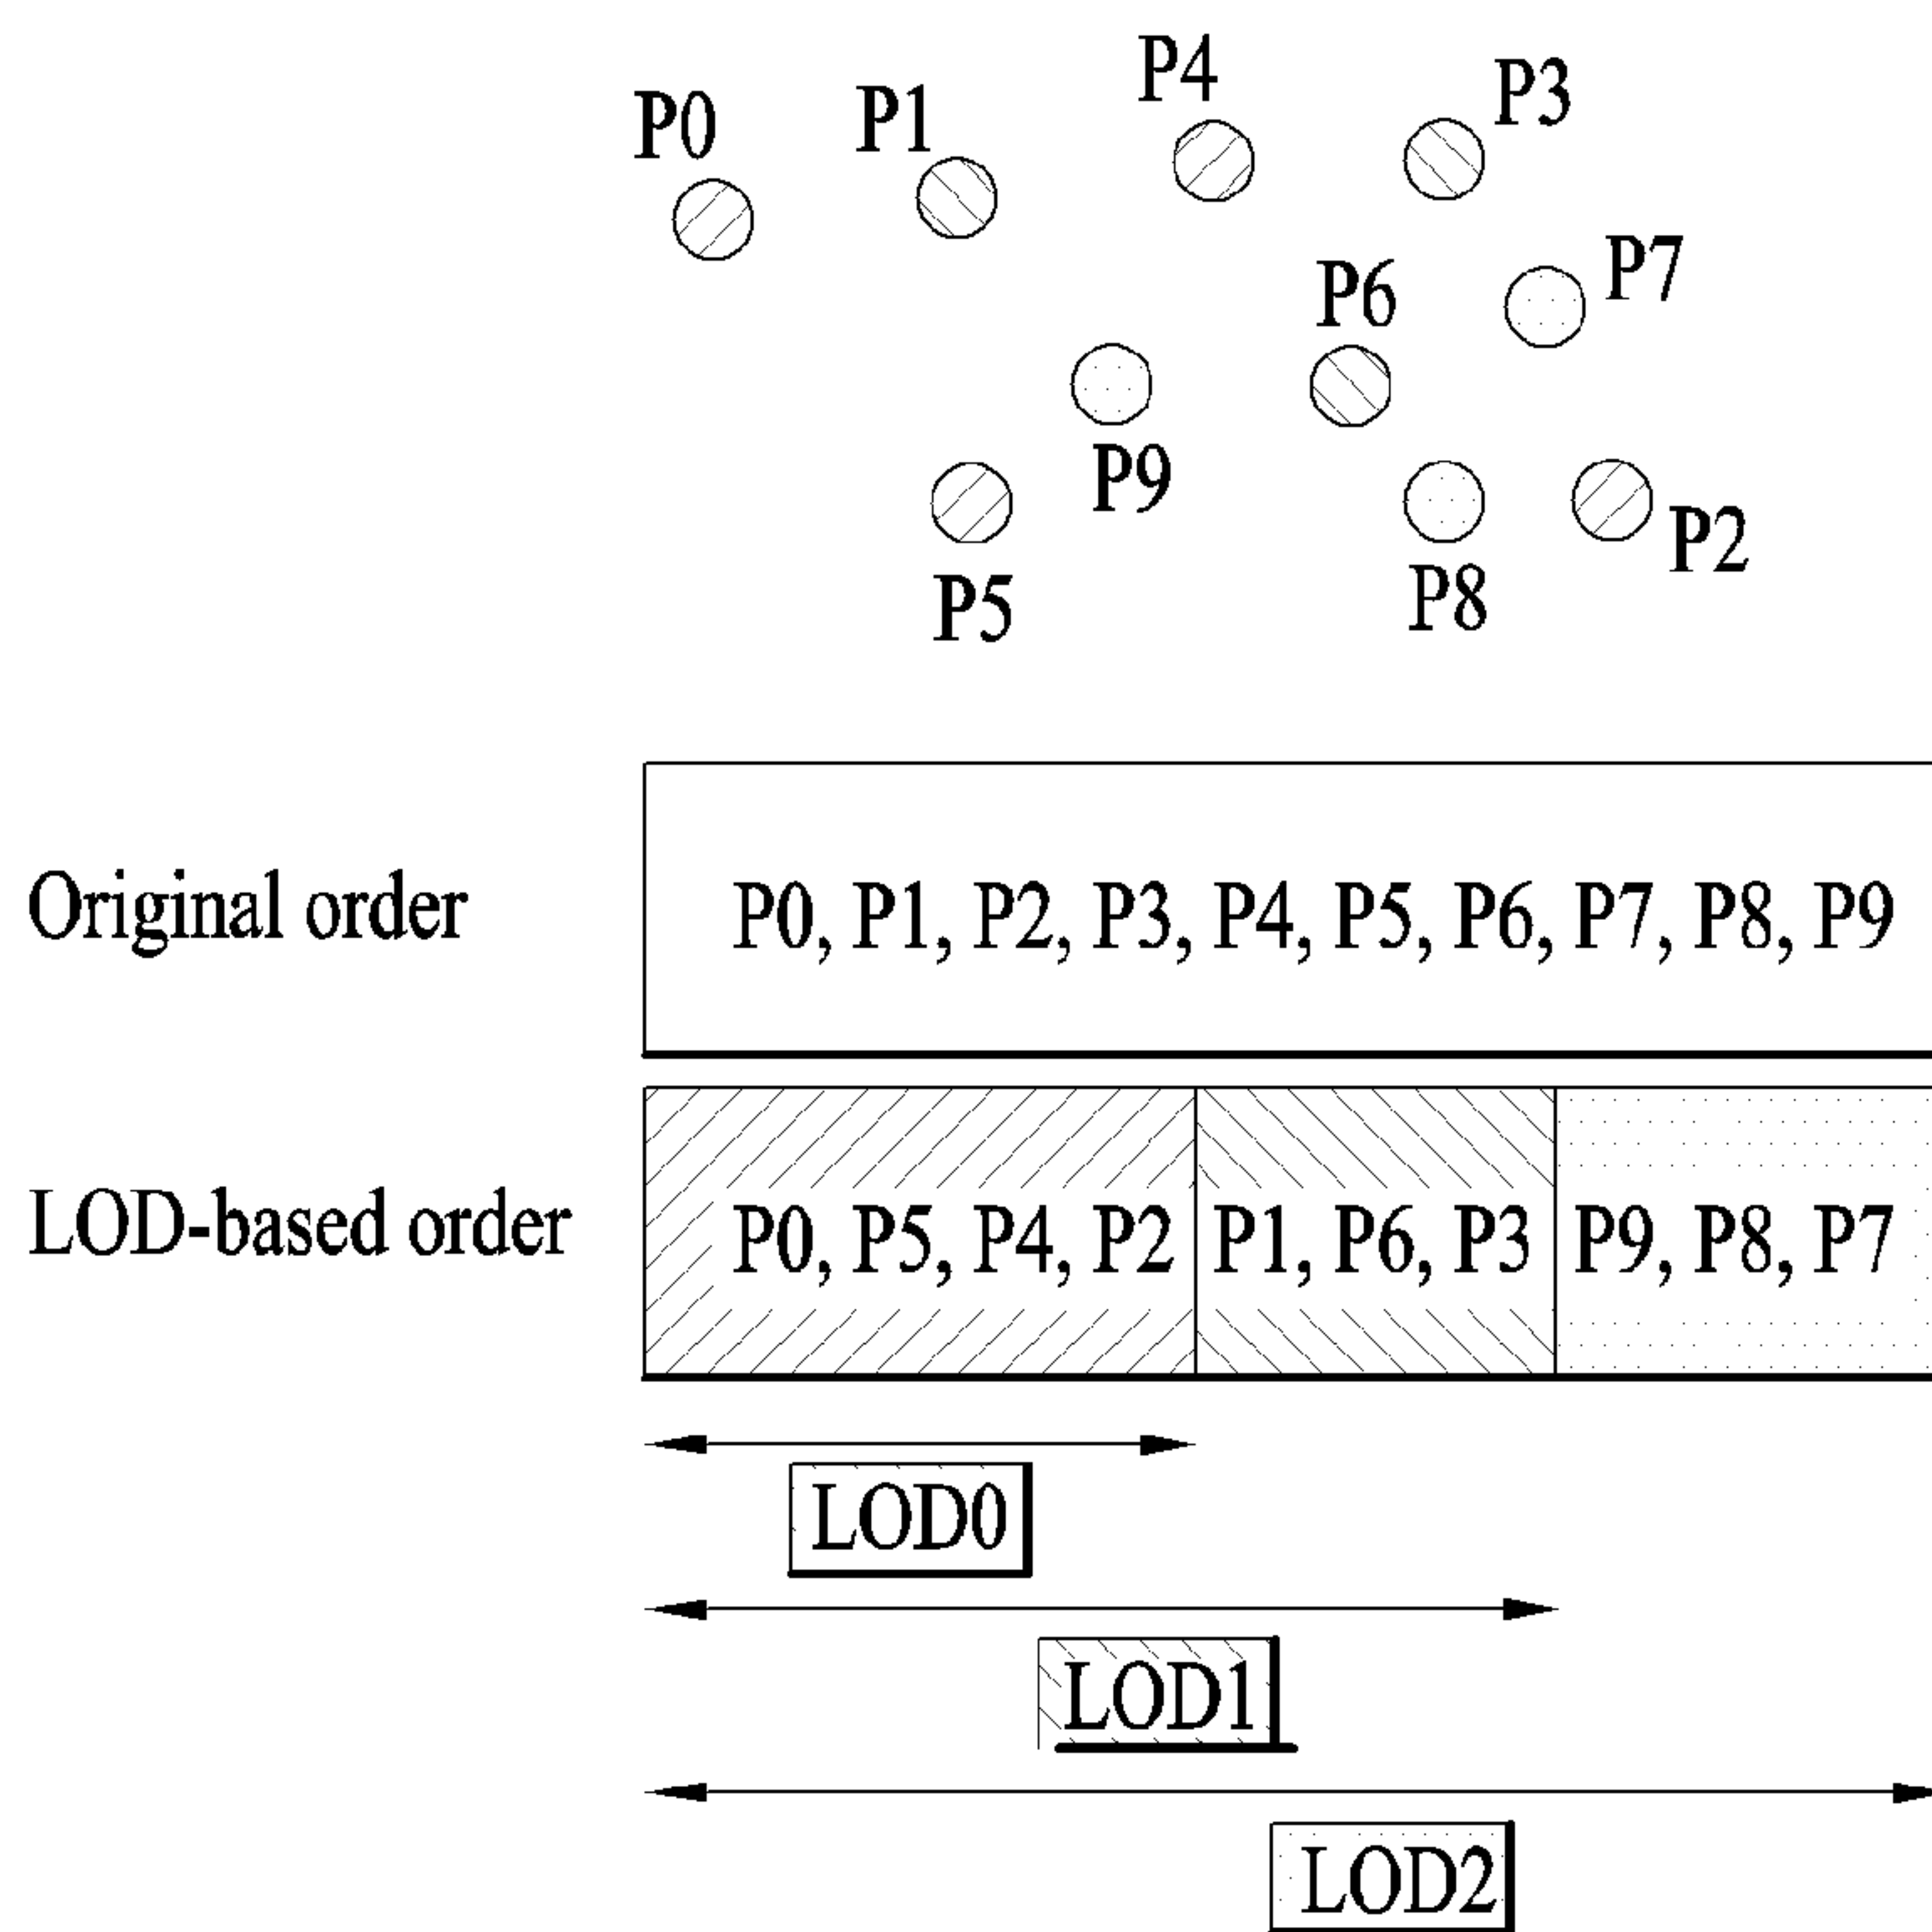 P4
P3
P0
P1
P7
P6
P9
P2
P5
P8
Original order
P0, P1, P2, P3, P4, P5, P6, P7, P8, P9
LOD-based order
P0, P5, P4, P2 P1, P6, P3 P9, P8, P7
LOD0
LOD1
LOD2